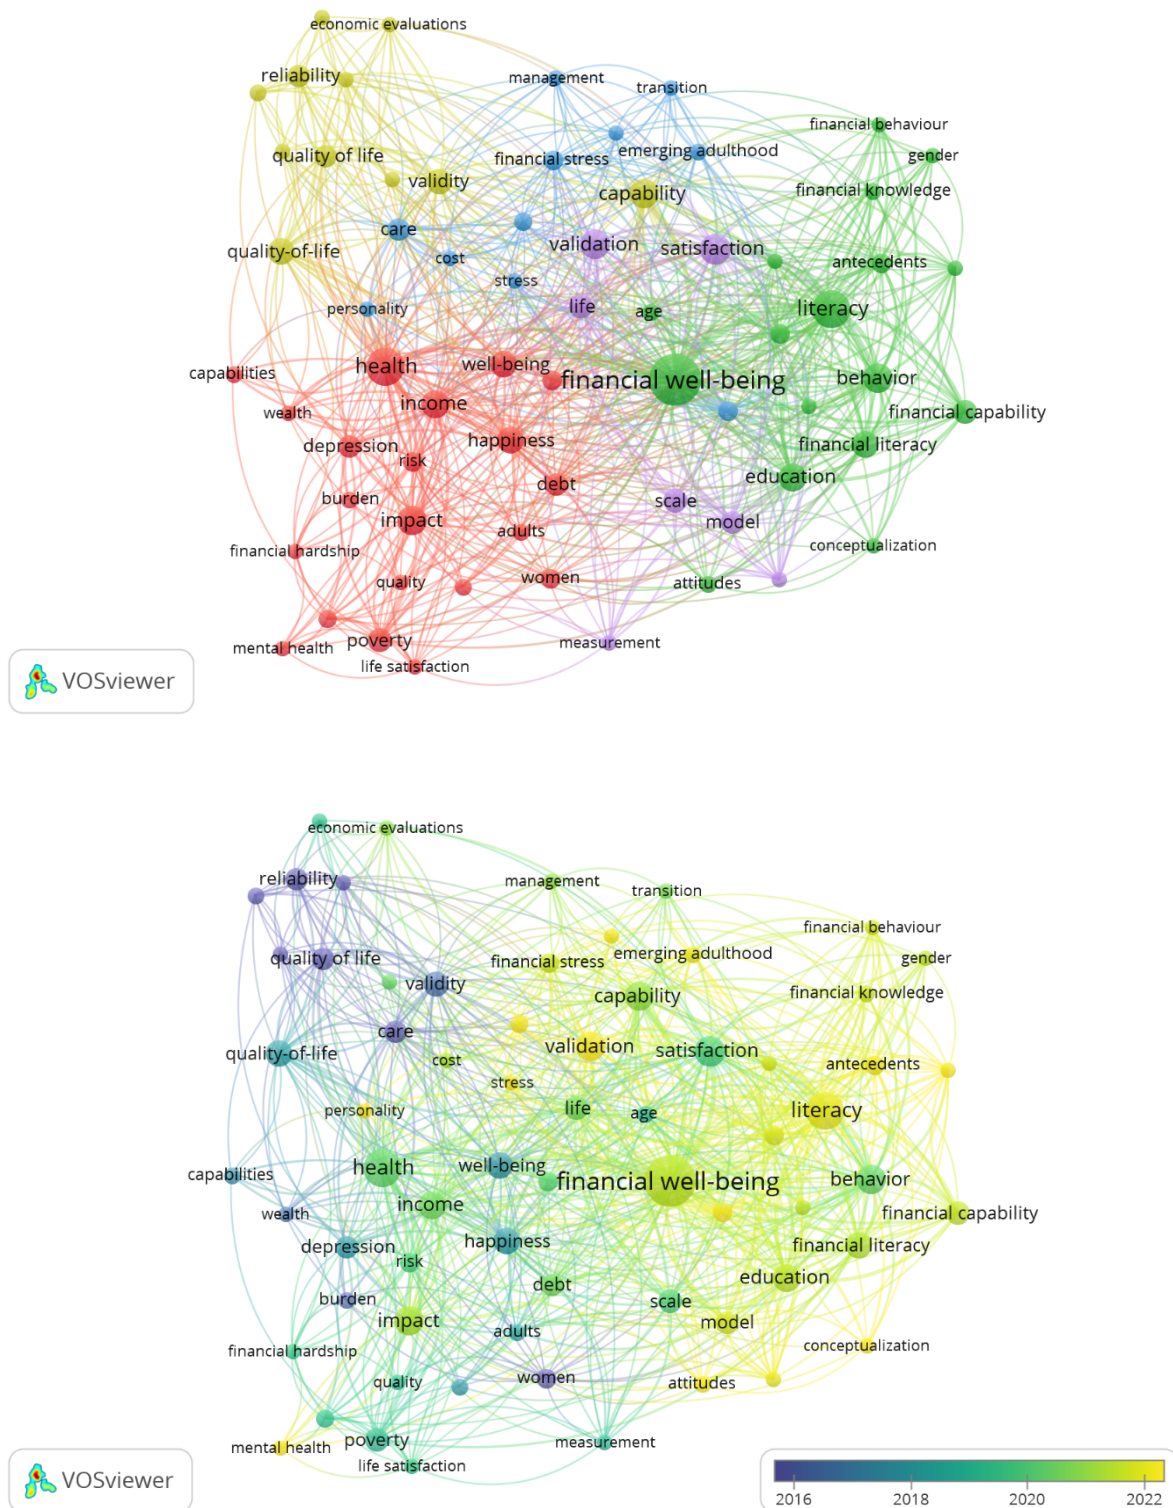 economic evaluations
reliability
management
transition
financial behaviour
quality of life
financial stress
emerging adulthood
gender
validity
capability
financial knowledge
care
quality-of-life
validation
satisfaction
cost
antecedents
stress
personality
life
age
literacy
capabilities
health
well-being
financial well-being
behavior
wealth
income
financial capability
depression
happiness
financial literacy
risk
burden
debt
education
impact
scale
adults
model
financial hardship
conceptualization
quality
women
attitudes
mental health
poverty
measurement
life satisfaction
VOSviewer
economic evaluations
reliability
management
transition
financial behaviour
quality of life
financial stress
emerging adulthood
gender
validity
capability
financial knowledge
care
quality-of-life
validation
satisfaction
cost
antecedents
stress
personality
life
age
literacy
capabilities
health
well-being
financial well-being
behavior
wealth
income
financial capability
depression
happiness
financial literacy
risk
burden
debt
education
impact
scale
adults
model
financial hardship
conceptualization
quality
women
attitudes
mental health
poverty
measurement
life satisfaction
VOSviewer
2016 2018 2020 2022